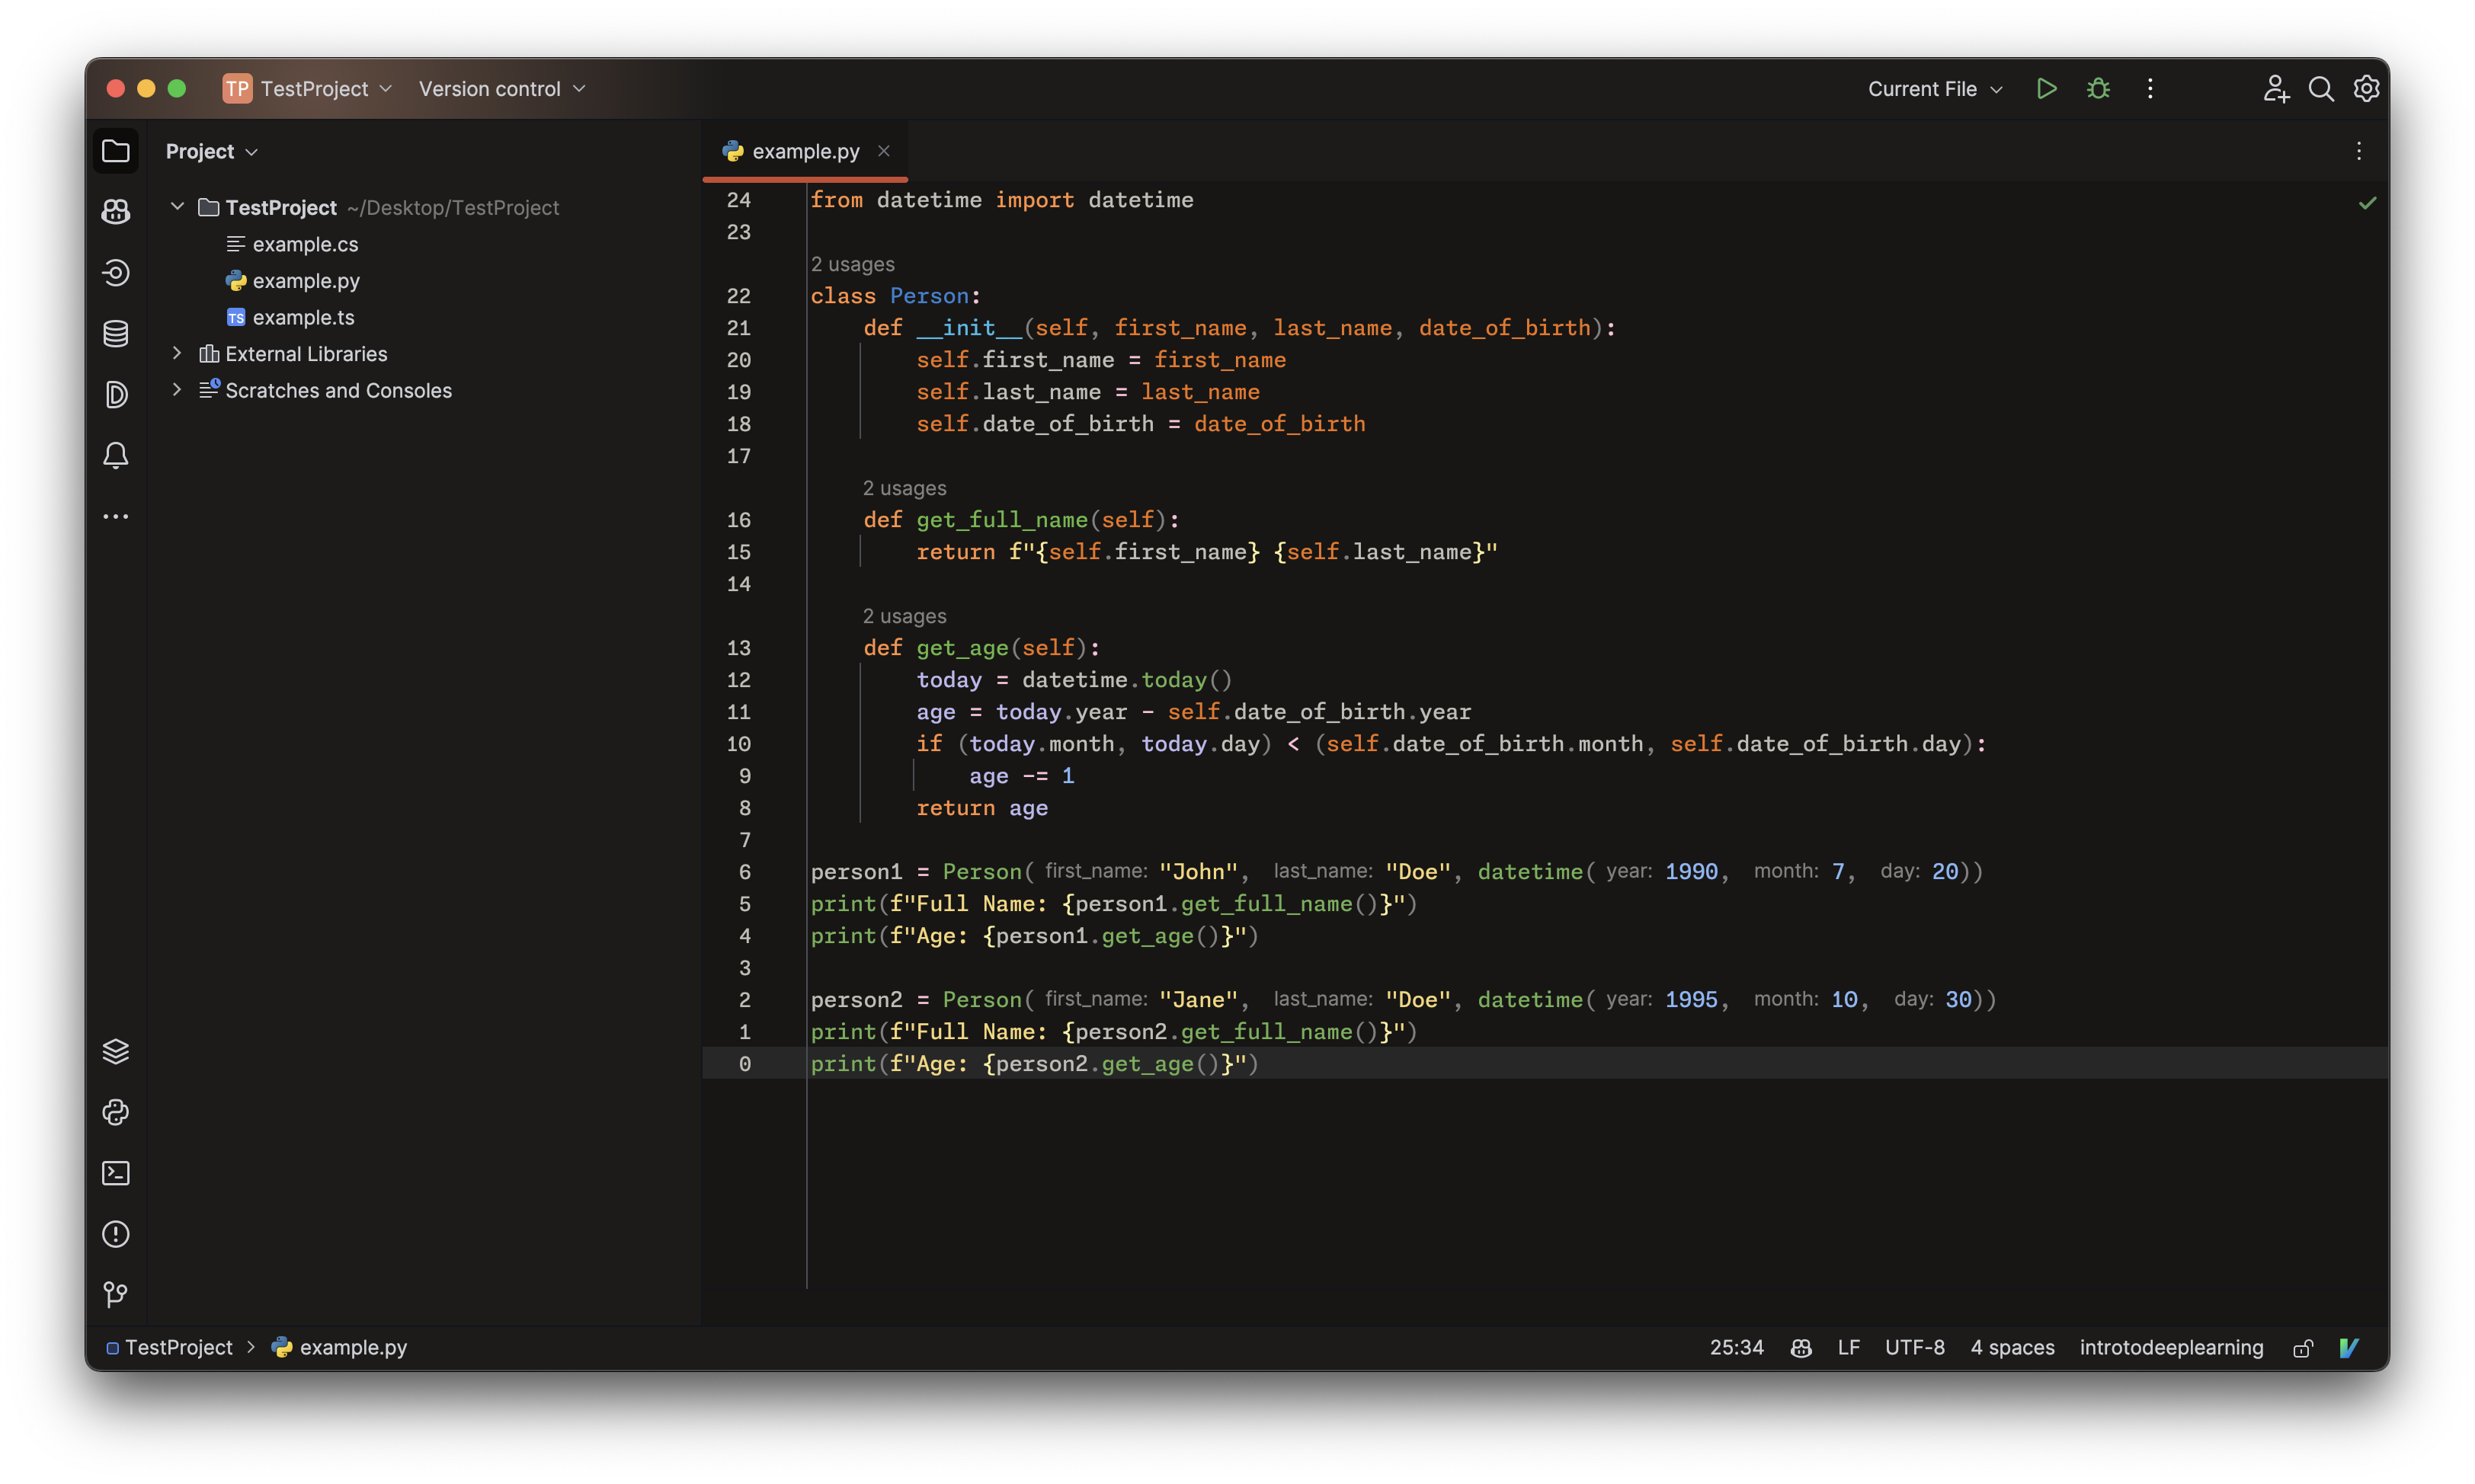 TP TestProject Version control Current File
Project
example.py
TestProject ~/Desktop/TestProject
example.cs
example.py
TS example.ts
External Libraries
Scratches and Consoles
24 from datetime import datetime
23
2 usages
22 class Person:
21     def __init__(self, first_name, last_name, date_of_birth):
20         self.first_name = first_name
19         self.last_name = last_name
18         self.date_of_birth = date_of_birth
17
2 usages
16     def get_full_name(self):
15         return f"{self.first_name} {self.last_name}"
14
2 usages
13     def get_age(self):
12         today = datetime.today()
11         age = today.year - self.date_of_birth.year
10         if (today.month, today.day) < (self.date_of_birth.month, self.date_of_birth.day):
9             age -= 1
8         return age
7
6 person1 = Person( first_name: "John", last_name: "Doe", datetime( year: 1990, month: 7, day: 20))
5 print(f"Full Name: {person1.get_full_name()}")
4 print(f"Age: {person1.get_age()}")
3
2 person2 = Person( first_name: "Jane", last_name: "Doe", datetime( year: 1995, month: 10, day: 30))
1 print(f"Full Name: {person2.get_full_name()}")
0 print(f"Age: {person2.get_age()}")
TestProject > example.py 25:34 LF UTF-8 4 spaces introtodeeplearning